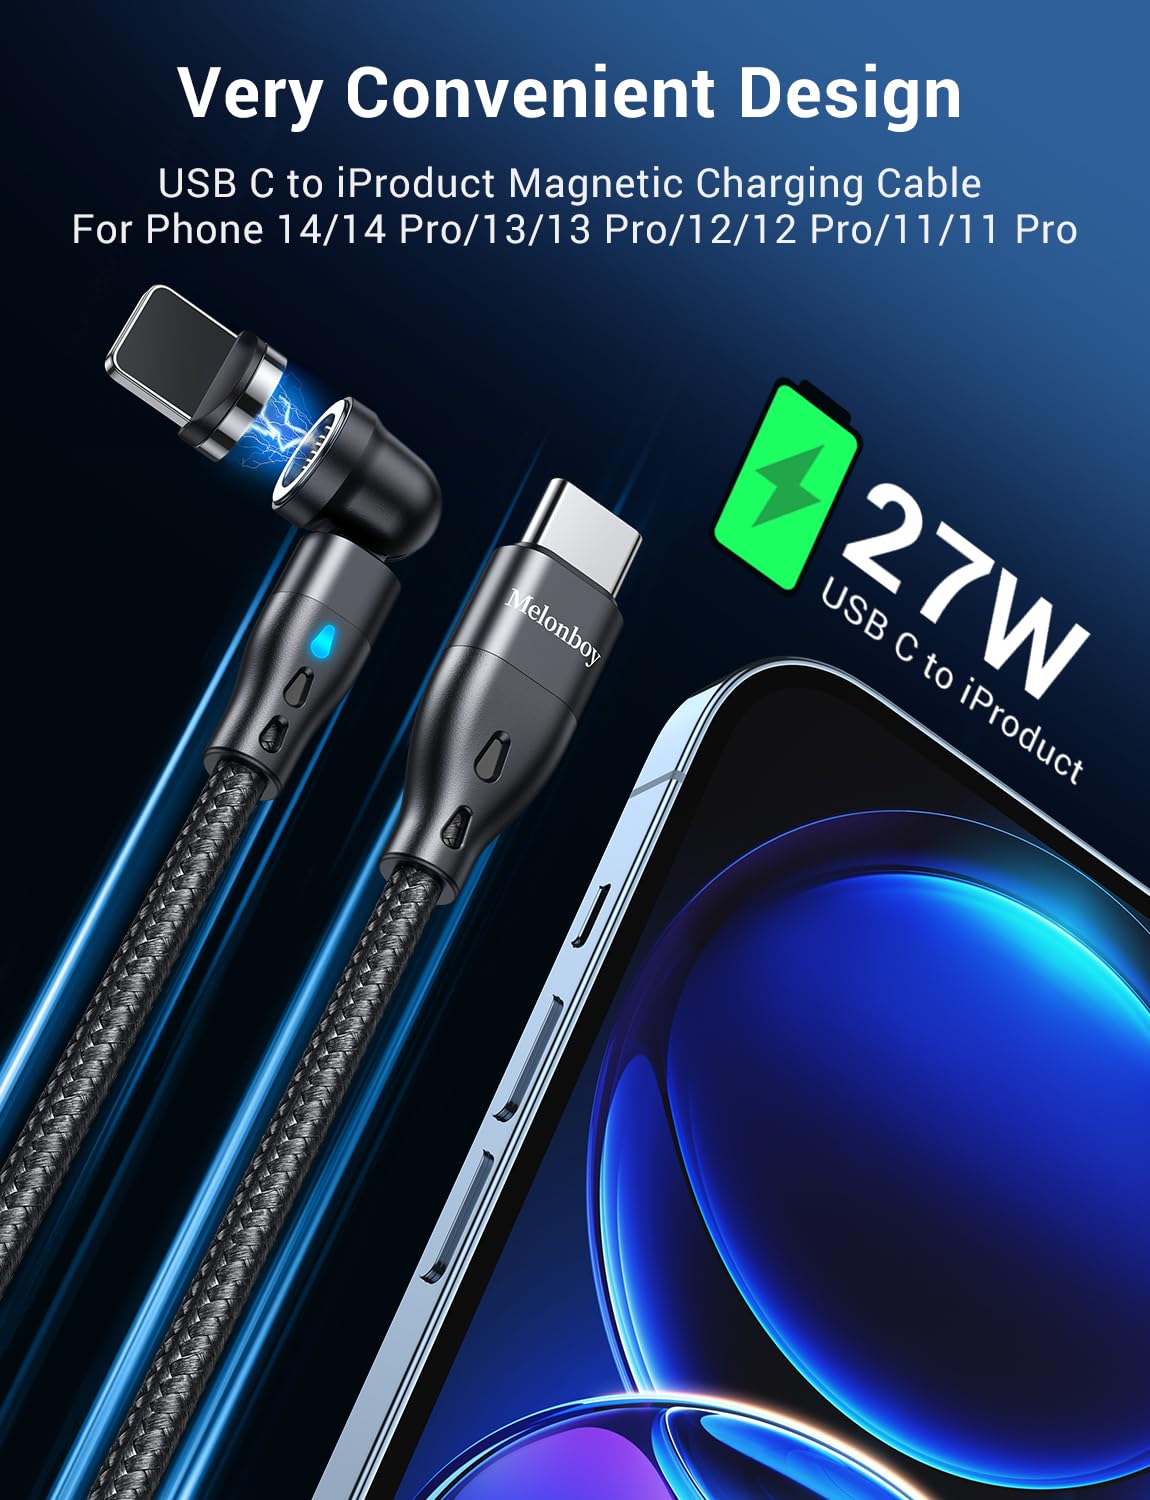 Very Convenient Design
USB C to iProduct Magnetic Charging Cable
For Phone 14/14 Pro/13/13 Pro/12/12 Pro/11/11 Pro
27W
USB C to iProduct
Melonboy